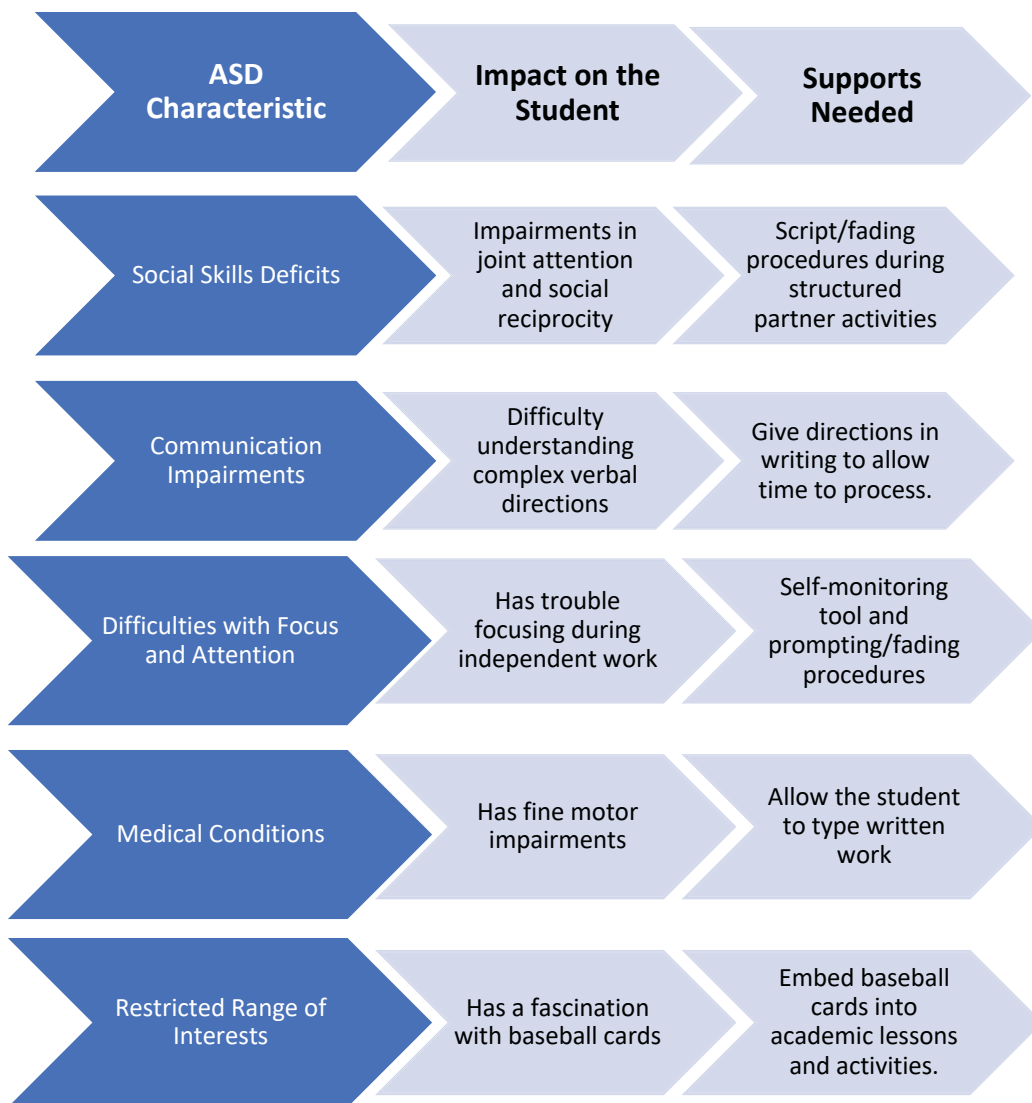 ASD
Characteristic
Impact on the
Student
Supports
Needed
Social Skills Deficits
Impairments in
joint attention
and social
reciprocity
Script/fading
procedures during
structured
partner activities
Communication
Impairments
Difficulty
understanding
complex verbal
directions
Give directions in
writing to allow
time to process.
Difficulties with Focus
and Attention
Has trouble
focusing during
independent work
Self-monitoring
tool and
prompting/fading
procedures
Medical Conditions
Has fine motor
impairments
Allow the student
to type written
work
Restricted Range of
Interests
Has a fascination
with baseball cards
Embed baseball
cards into
academic lessons
and activities.